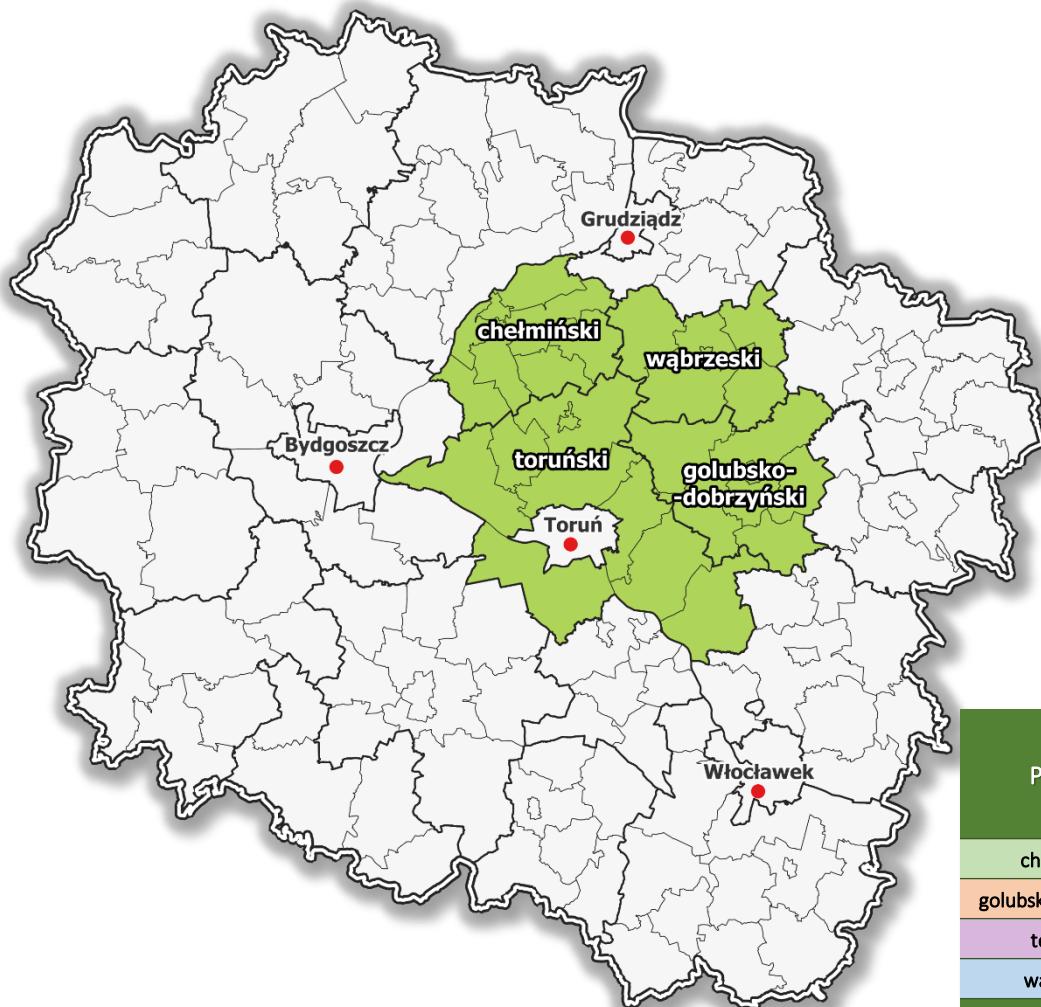 Grudziądz
chełmiński
wąbrzeski
Bydgoszcz
toruński
golubsko-
-dobrzyński
Toruń
Włocławek